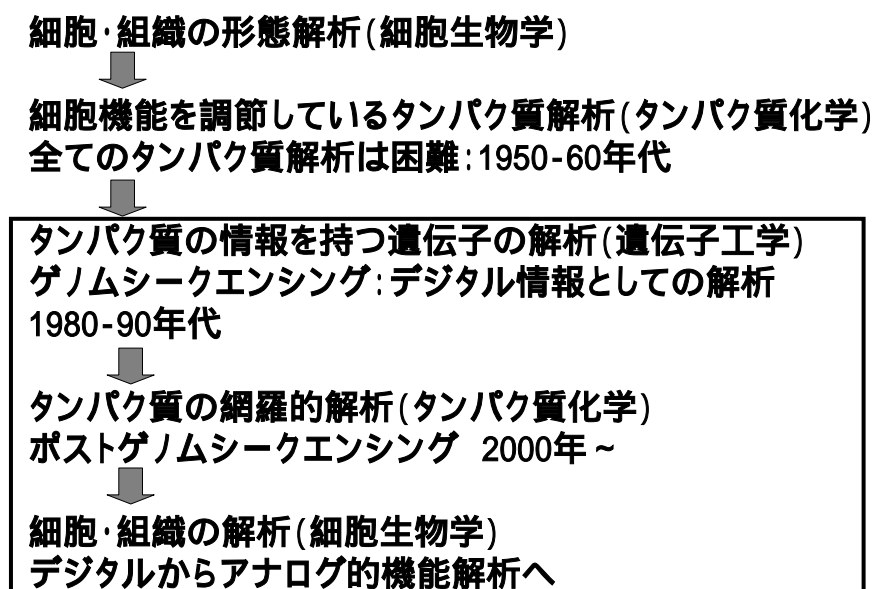 細胞･組織の形態解析(細胞生物学)
細胞機能を調節しているタンパク質解析(タンパク質化学)
全てのタンパク質解析は困難:1950-60年代
タンパク質の情報を持つ遺伝子の解析(遺伝子工学)
ゲノムシークエンシング:デジタル情報としての解析
1980-90年代
タンパク質の網羅的解析(タンパク質化学)
ポストゲノムシークエンシング 2000年~
細胞･組織の解析(細胞生物学)
デジタルからアナログ的機能解析へ